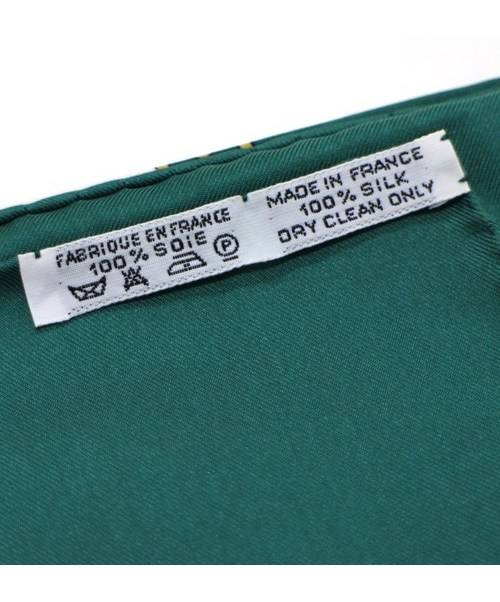 FABRIQUE EN FRANCE
100% SOIE
P
MADE IN FRANCE
100% SILK
DRY CLEAN ONLY